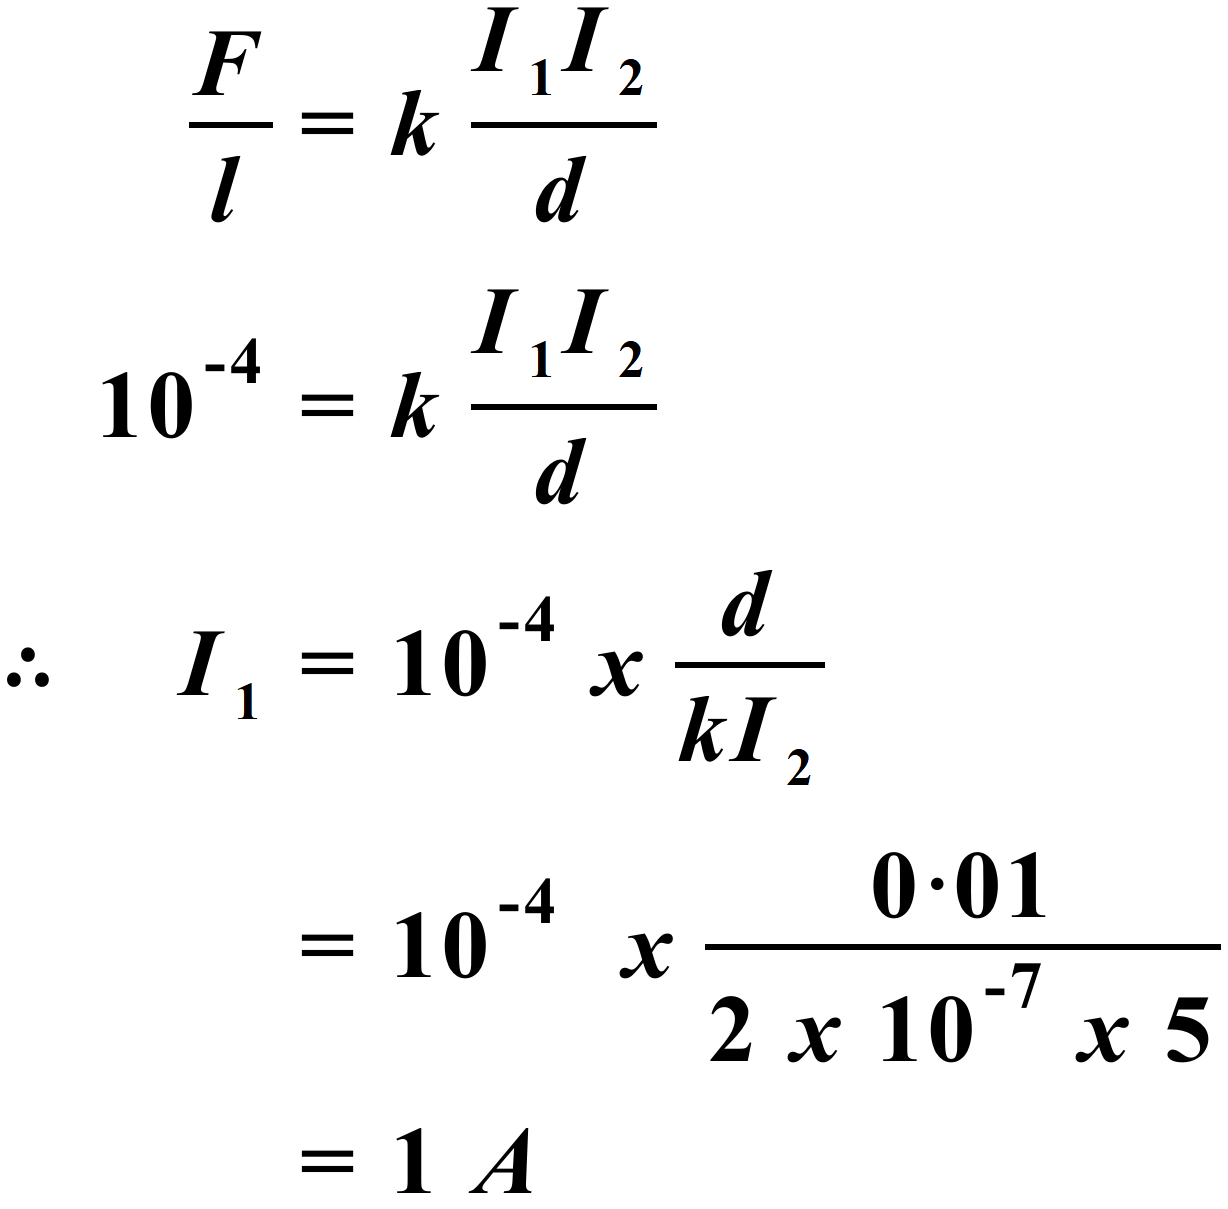 F/l = k I₁I₂/d
10⁻⁴ = k I₁I₂/d
∴ I₁ = 10⁻⁴ x d/kI₂
= 10⁻⁴ x 0·01/2 x 10⁻⁷ x 5
= 1 A